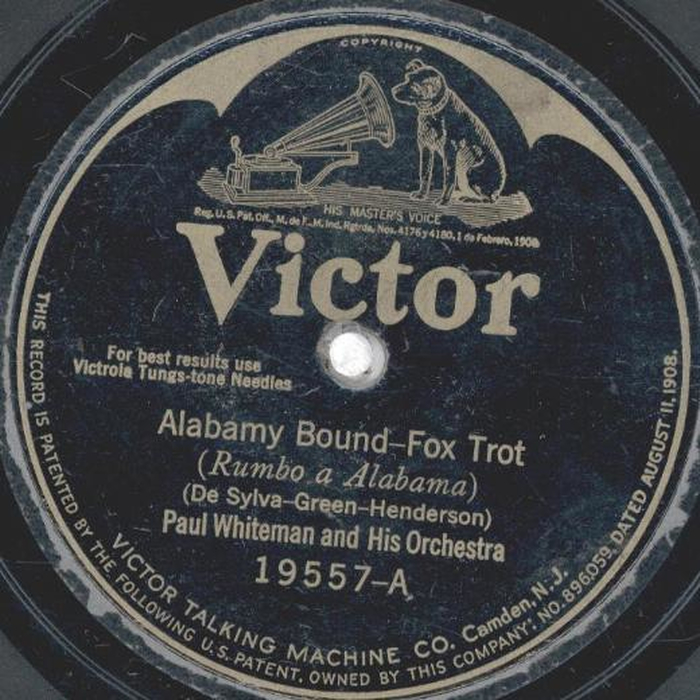 COPYRIGHT
HIS MASTER'S VOICE
Reg. U.S. Pat. Off., M. de F.-M. Ind. Rgtrda. Nos. 4176 y 4180, 1 de Febrero, 1908
Victor
For best results use
Victrola Tungs-tone Needles
Alabamy Bound–Fox Trot
(Rumbo a Alabama)
(De Sylva–Green–Henderson)
Paul Whiteman and His Orchestra
19557–A
VICTOR TALKING MACHINE CO. Camden, N.J.
THIS RECORD IS PATENTED BY THE FOLLOWING U.S. PATENT, OWNED BY THIS COMPANY: NO. 896,059, DATED AUGUST 11, 1908.